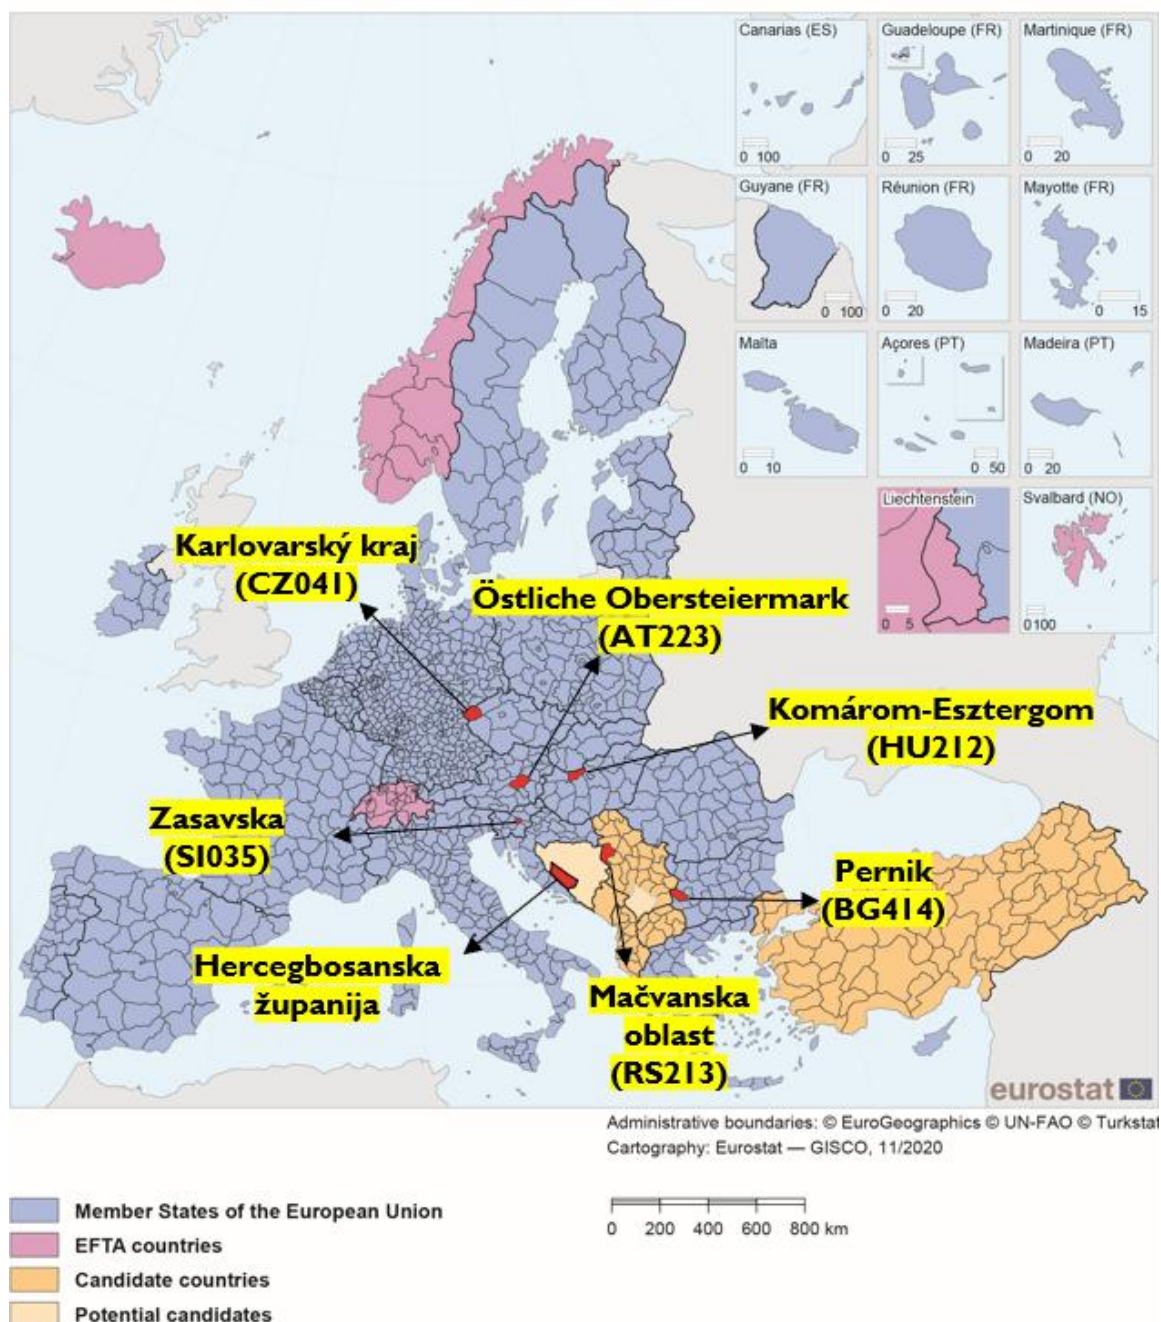 Canarias (ES)
0 100
Guadeloupe (FR)
0 25
Martinique (FR)
0 20
Guyane (FR)
0 100
Réunion (FR)
0 20
Mayotte (FR)
0 15
Malta
0 10
Açores (PT)
0 50
Madeira (PT)
0 20
Liechtenstein
0 5
Svalbard (NO)
0 100
Karlovarský kraj
(CZ041)
Östliche Obersteiermark
(AT223)
Komárom-Esztergom
(HU212)
Zasavska
(SI035)
Pernik
(BG414)
Hercegbosanska
županija
Mačvanska
oblast
(RS213)
eurostat
Administrative boundaries: © EuroGeographics © UN-FAO © Turkstat
Cartography: Eurostat — GISCO, 11/2020
0 200 400 600 800 km
Member States of the European Union
EFTA countries
Candidate countries
Potential candidates